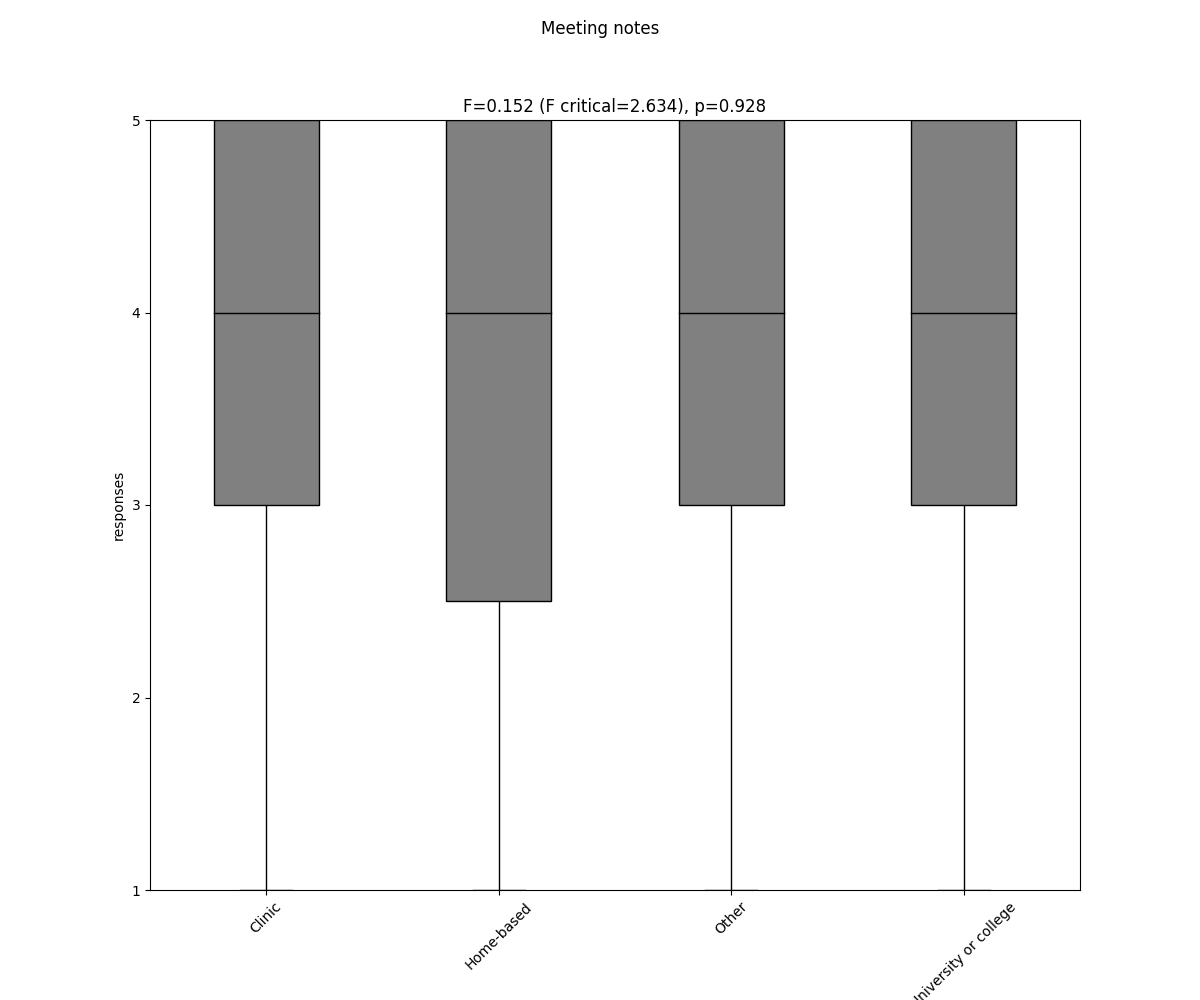 Meeting notes
F=0.152 (F critical=2.634), p=0.928
5
4
3
2
1
responses
Clinic
Home-based
Other
or college